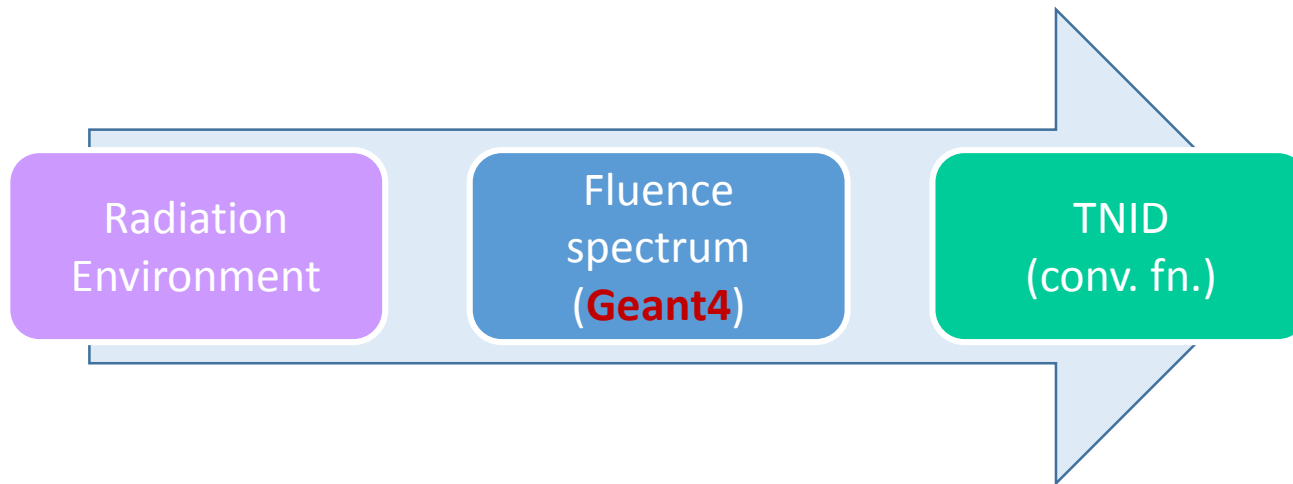 Radiation
Environment
Fluence
spectrum
(Geant4)
TNID
(conv. fn.)